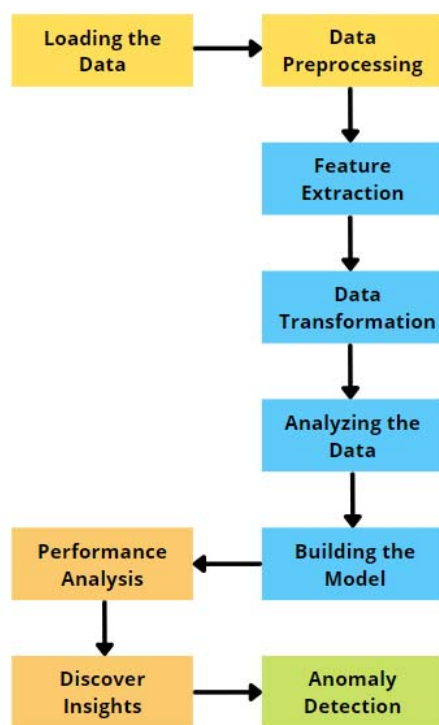 Loading the
Data
Data
Preprocessing
Feature
Extraction
Data
Transformation
Analyzing the
Data
Building the
Model
Performance
Analysis
Discover
Insights
Anomaly
Detection